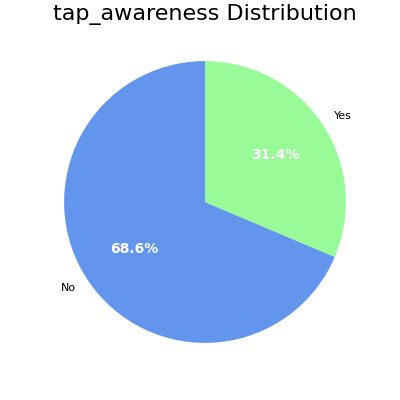 tap_awareness Distribution
Yes
31.4%
68.6%
No